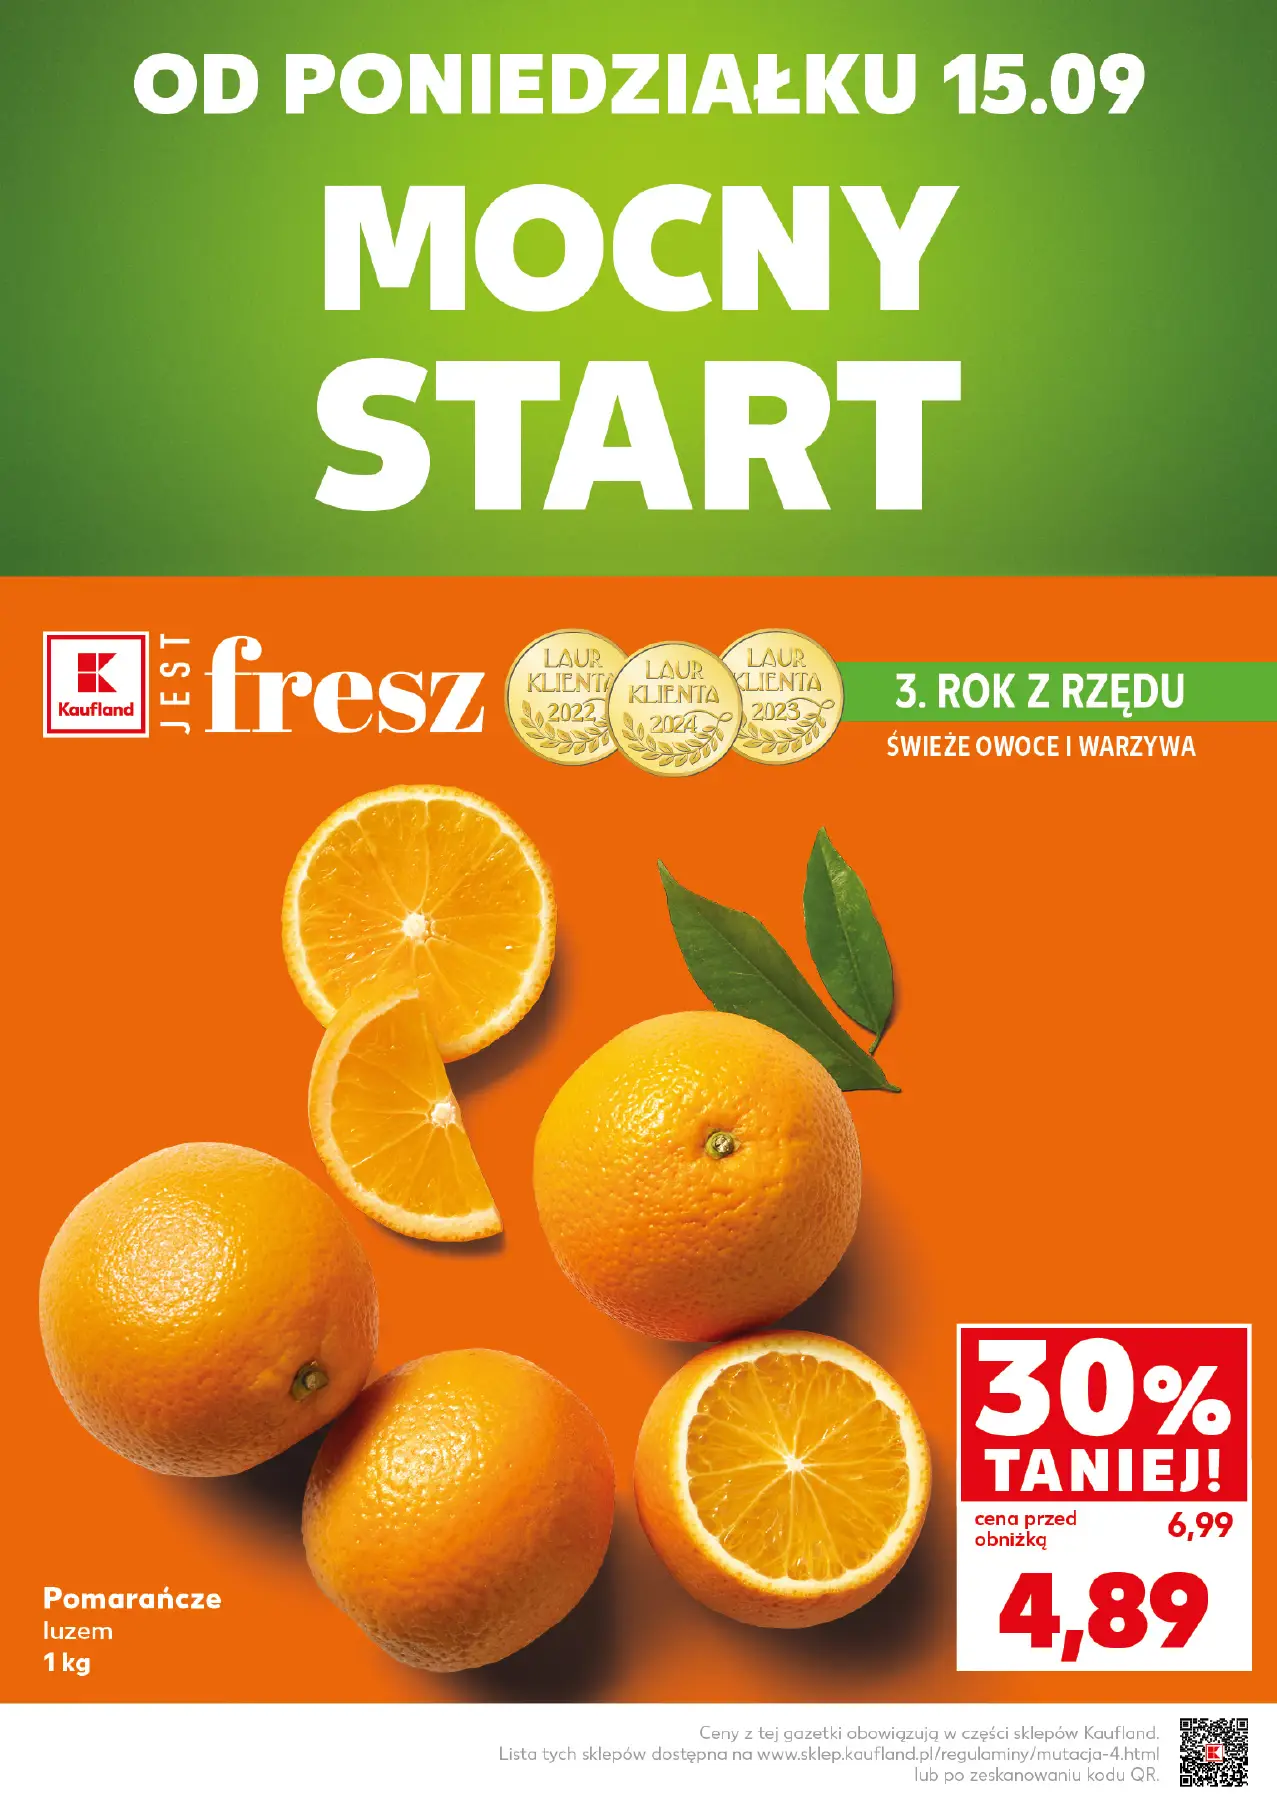 OD PONIEDZIAŁKU 15.09
MOCNY
START
K
Kaufland
JEST
fresz
LAUR
KLIENTA
2022
LAUR
KLIENTA
2024
LAUR
KLIENTA
2023
3. ROK Z RZĘDU
ŚWIEŻE OWOCE I WARZYWA
30%
TANIEJ!
cena przed
obniżką
6,99
4,89
Pomarańcze
luzem
1 kg
Ceny z tej gazetki obowiązują w części sklepów Kaufland.
Lista tych sklepów dostępna na www.sklep.kaufland.pl/regulaminy/mutacja-4.html
lub po zeskanowaniu kodu QR.